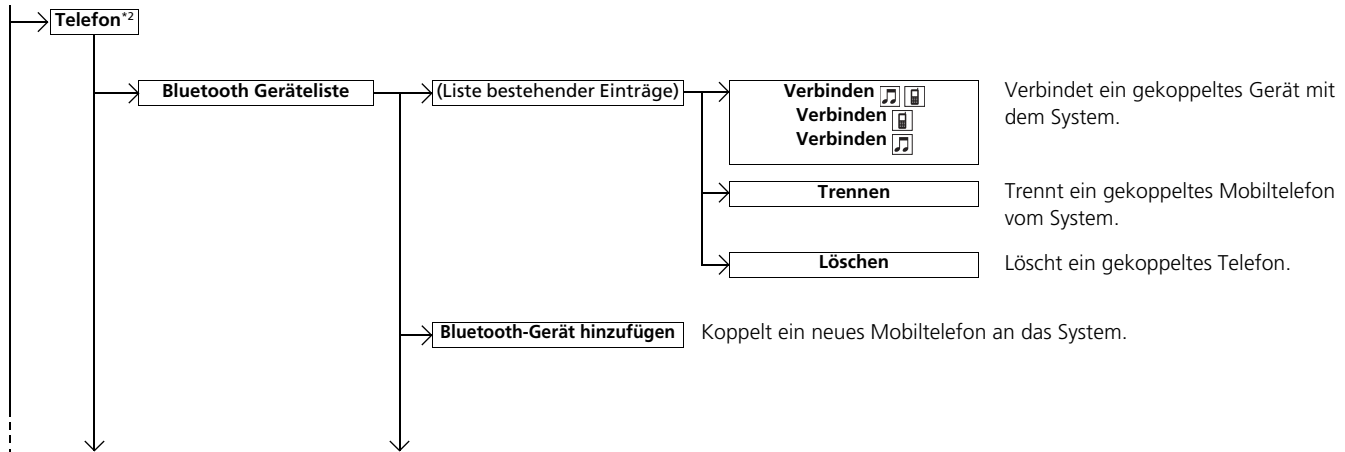 Telefon*2
Bluetooth Geräteliste
(Liste bestehender Einträge)
Verbinden
Verbinden
Verbinden
Verbindet ein gekoppeltes Gerät mit
dem System.
Trennen
Trennt ein gekoppeltes Mobiltelefon
vom System.
Löschen
Löscht ein gekoppeltes Telefon.
Bluetooth-Gerät hinzufügen
Koppelt ein neues Mobiltelefon an das System.